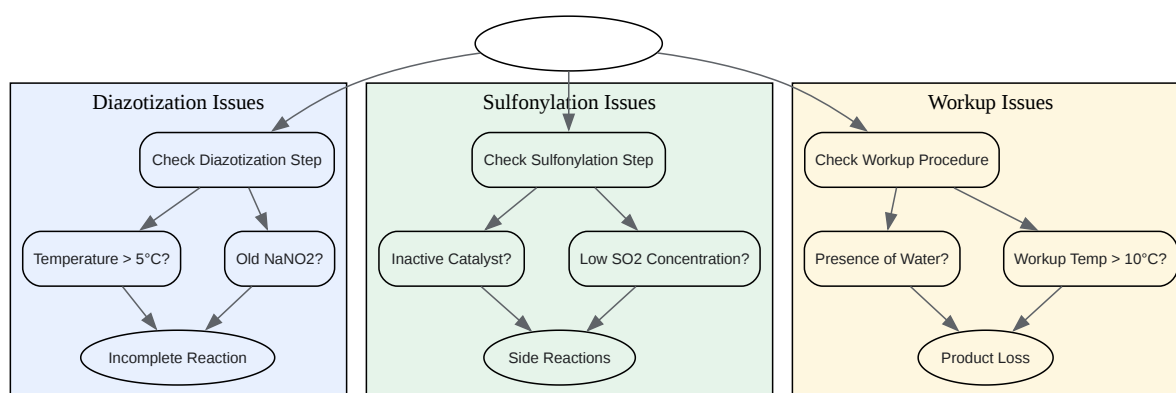 Diazotization Issues
Sulfonylation Issues
Workup Issues
Check Diazotization Step
Check Sulfonylation Step
Check Workup Procedure
Temperature > 5°C?
Old NaNO2?
Inactive Catalyst?
Low SO2 Concentration?
Presence of Water?
Workup Temp > 10°C?
Incomplete Reaction
Side Reactions
Product Loss